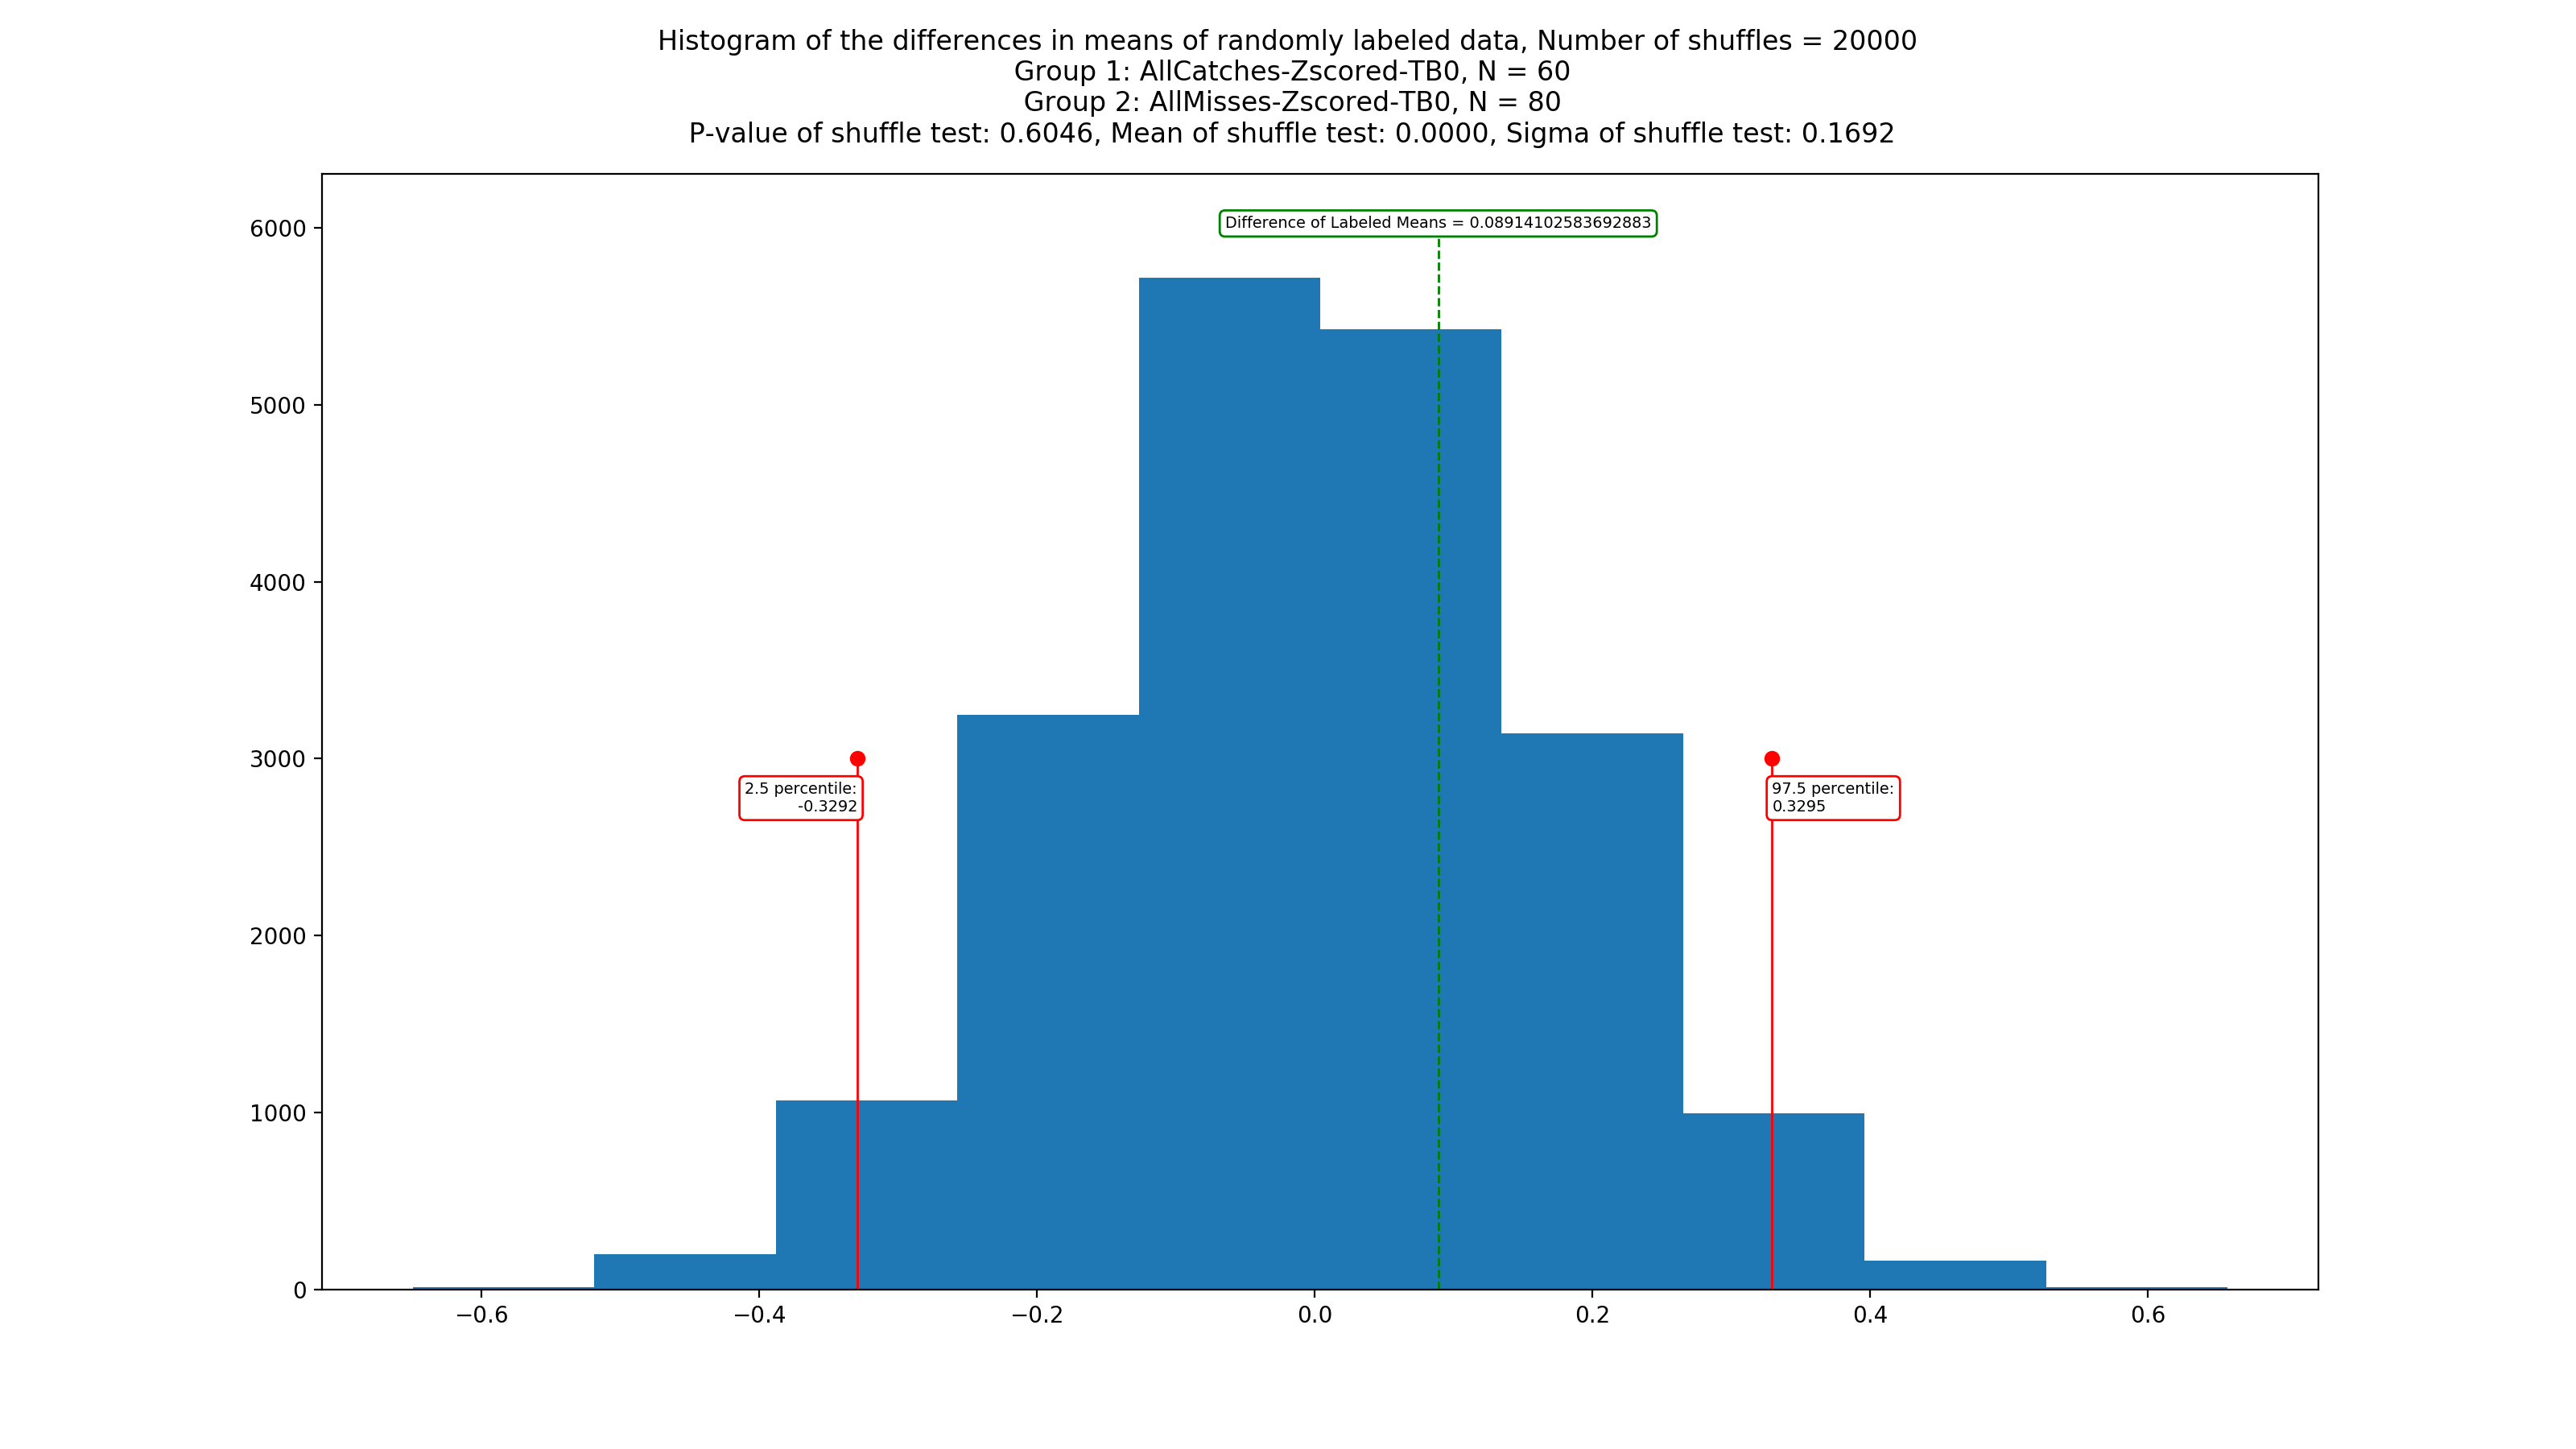 Histogram of the differences in means of randomly labeled data, Number of shuffles = 20000
Group 1: AllCatches-Zscored-TB0, N = 60
Group 2: AllMisses-Zscored-TB0, N = 80
P-value of shuffle test: 0.6046, Mean of shuffle test: 0.0000, Sigma of shuffle test: 0.1692
Difference of Labeled Means = 0.08914102583692883
6000
5000
4000
3000
2.5 percentile:
-0.3292
97.5 percentile:
0.3295
2000
1000
0
−0.6 −0.4 −0.2 0.0 0.2 0.4 0.6